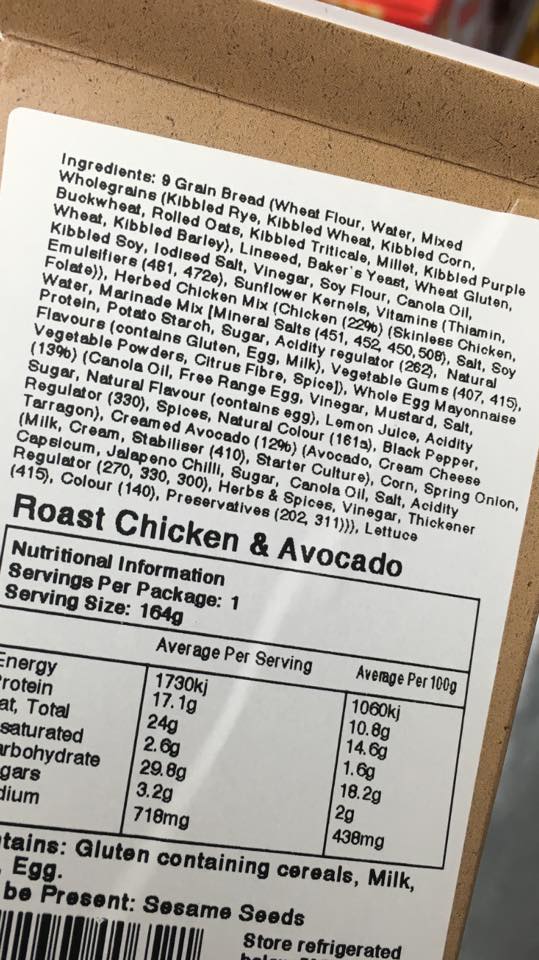 Ingredients: 9 Grain Bread (Wheat Flour, Water, Mixed
Wholegrains (Kibbled Rye, Kibbled Wheat, Kibbled Corn,
Buckwheat, Rolled Oats, Kibbled Triticale, Millet, Kibbled Purple
Wheat, Kibbled Barley), Linseed, Baker's Yeast, Wheat Gluten,
Kibbled Soy, Iodised Salt, Vinegar, Soy Flour, Canola Oil,
Emulsifiers (481, 472e), Sunflower Kernels, Vitamins (Thiamin,
Folate)), Herbed Chicken Mix (Chicken (22%) (Skinless Chicken,
Water, Marinade Mix [Mineral Salts (451, 452, 450, 508), Salt, Soy
Protein, Potato Starch, Sugar, Acidity regulator (262), Natural
Flavours (contains Gluten, Egg, Milk), Vegetable Gums (407, 415),
Vegetable Powders, Citrus Fibre, Spice]), Whole Egg Mayonnaise
(13%) (Canola Oil, Free Range Egg, Vinegar, Mustard, Salt,
Sugar, Natural Flavour (contains egg), Lemon Juice, Acidity
Regulator (330), Spices, Natural Colour (161a), Black Pepper,
Tarragon), Creamed Avocado (12%) (Avocado, Cream Cheese
(Milk, Cream, Stabiliser (410), Starter Culture), Corn, Spring Onion,
Capsicum, Jalapeno Chilli, Sugar, Canola Oil, Salt, Acidity
Regulator (270, 330, 300), Herbs & Spices, Vinegar, Thickener
(415), Colour (140), Preservatives (202, 311))), Lettuce
Roast Chicken & Avocado
Nutritional Information
Servings Per Package: 1
Serving Size: 164g
Average Per Serving Average Per 100g
Energy 1730kj 1060kj
rotein 17.1g 10.8g
at, Total 24g 14.6g
saturated 2.6g 1.6g
arbohydrate 29.8g 18.2g
gars 3.2g 2g
dium 718mg 438mg
tains: Gluten containing cereals, Milk,
, Egg.
be Present: Sesame Seeds
Store refrigerated